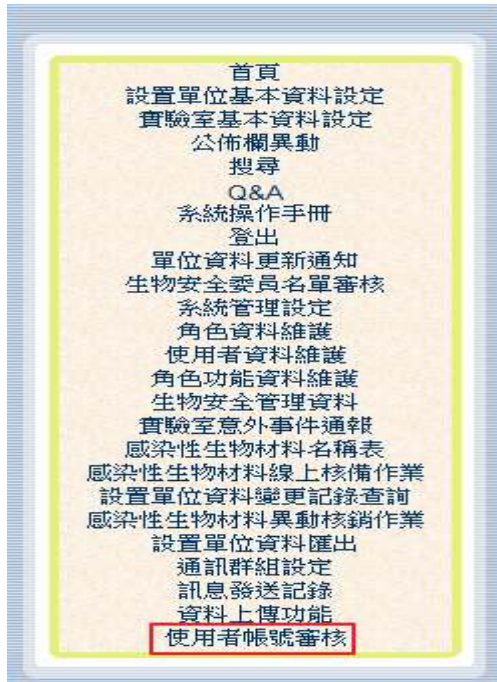 首頁
設置單位基本資料設定
實驗室基本資料設定
公佈欄異動
搜尋
Q&A
系統操作手冊
登出
單位資料更新通知
生物安全委員名單審核
系統管理設定
角色資料維護
使用者資料維護
角色功能資料維護
生物安全管理資料
實驗室意外事件通報
感染性生物材料名稱表
感染性生物材料線上核備作業
設置單位資料變更記錄查詢
感染性生物材料異動核銷作業
設置單位資料匯出
通訊群組設定
訊息發送記錄
資料上傳功能
使用者帳號審核